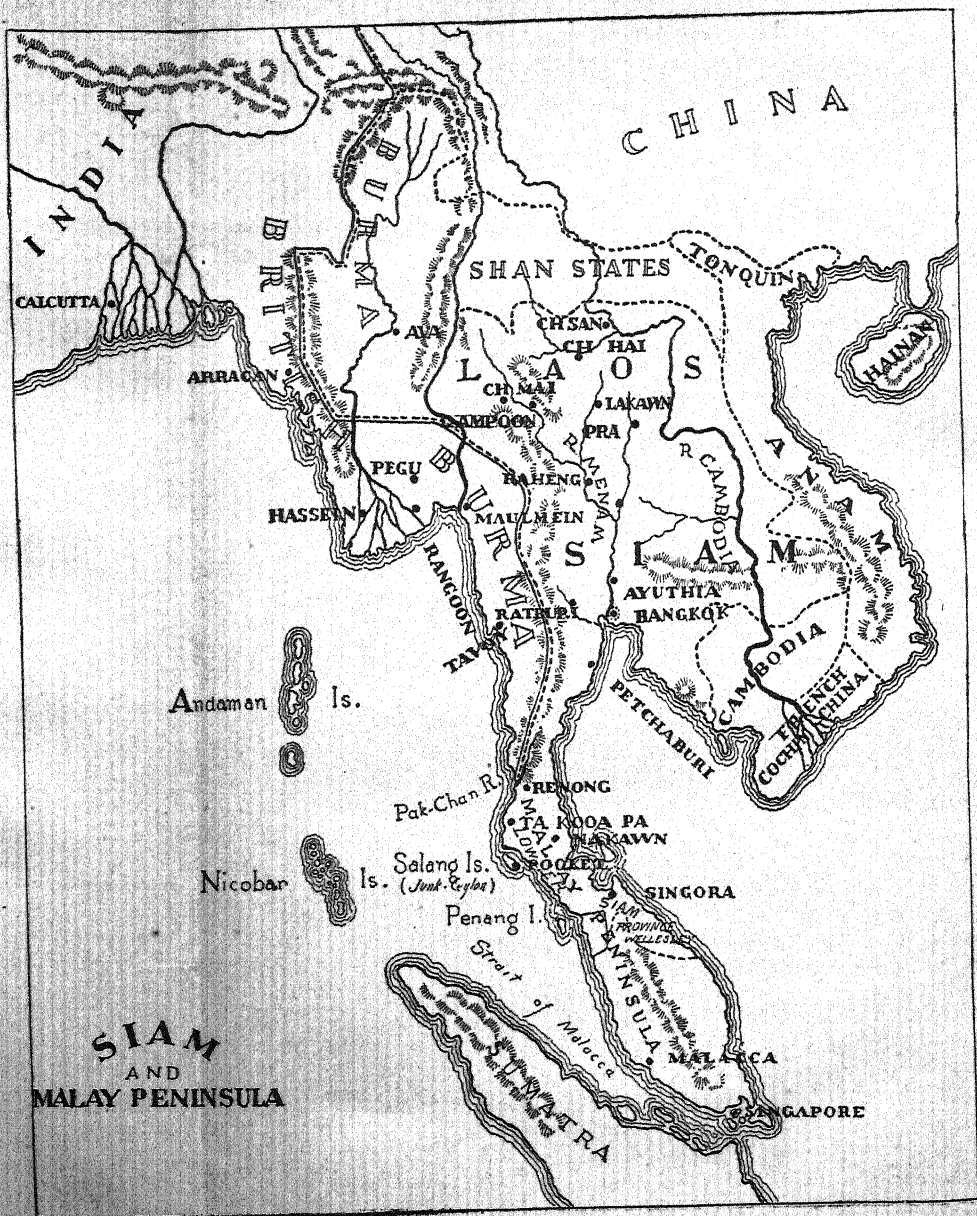 CHINA
INDIA
BURMA
BRITISH
BURMA
TONQUIN
SHAN STATES
CALCUTTA
AVA
CH SAN
CH HAI
HAINAN
LAOS
ARRACAN
CH MAI
LAKAWN
LAMPOON
PRA
R. MENAM
R CAMBODIA
ANAM
PEGU
RAHENG
HASSEIN
MAULMEIN
SIAM
RANGOON
AYUTHIA
BANGKOK
RATBURI
TAVOY
CAMBODIA
PETCHABURI
FRENCH
COCHIN CHINA
Andaman Is.
Pak-Chan R.
RENONG
TA KOOA PA
NAKAWN
Salang Is.
(Junk-Ceylon)
POOKET
Nicobar Is.
SINGORA
Penang I.
LOWER SIAM
PROVINCE
WELLESLEY
MALAY PENINSULA
Strait of Malacca
SUMATRA
MALACCA
SINGAPORE
SIAM
AND
MALAY PENINSULA